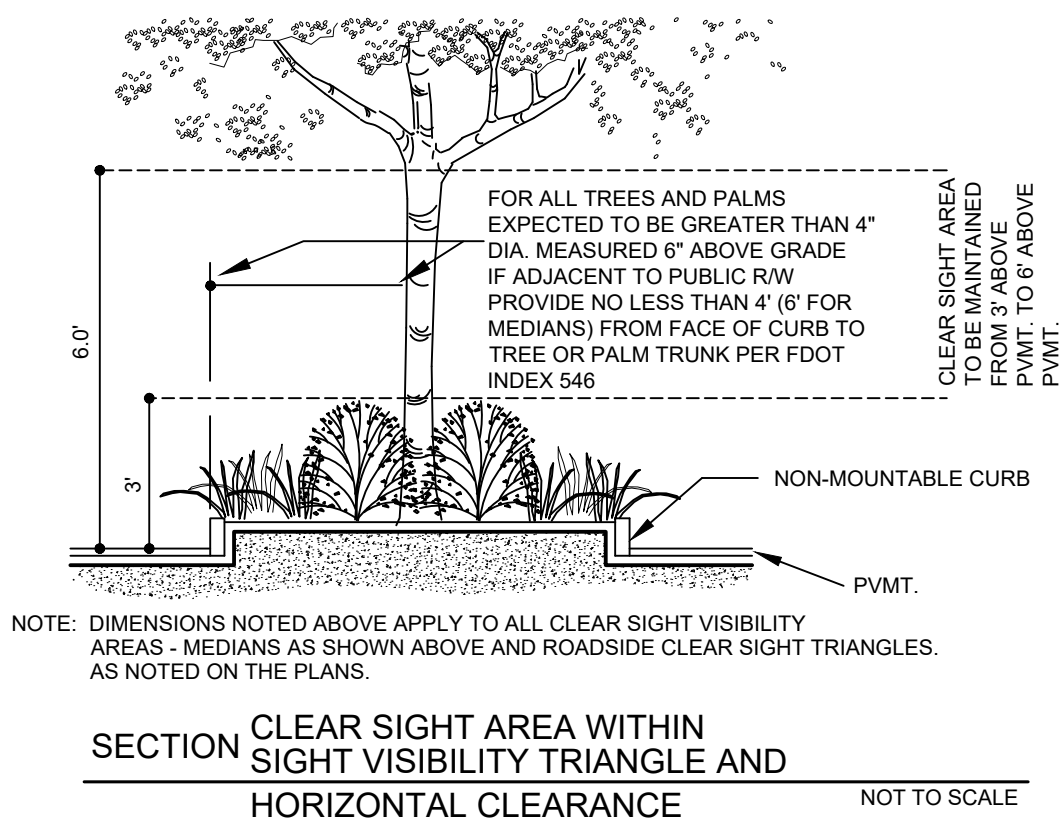 FOR ALL TREES AND PALMS
EXPECTED TO BE GREATER THAN 4"
DIA. MEASURED 6" ABOVE GRADE
IF ADJACENT TO PUBLIC R/W
PROVIDE NO LESS THAN 4' (6' FOR
MEDIANS) FROM FACE OF CURB TO
TREE OR PALM TRUNK PER FDOT
INDEX 546
CLEAR SIGHT AREA
TO BE MAINTAINED
FROM 3' ABOVE
PVMT. TO 6' ABOVE
PVMT.
6.0'
3'
NON-MOUNTABLE CURB
PVMT.
NOTE: DIMENSIONS NOTED ABOVE APPLY TO ALL CLEAR SIGHT VISIBILITY
AREAS - MEDIANS AS SHOWN ABOVE AND ROADSIDE CLEAR SIGHT TRIANGLES.
AS NOTED ON THE PLANS.
SECTION CLEAR SIGHT AREA WITHIN
SIGHT VISIBILITY TRIANGLE AND
HORIZONTAL CLEARANCE
NOT TO SCALE